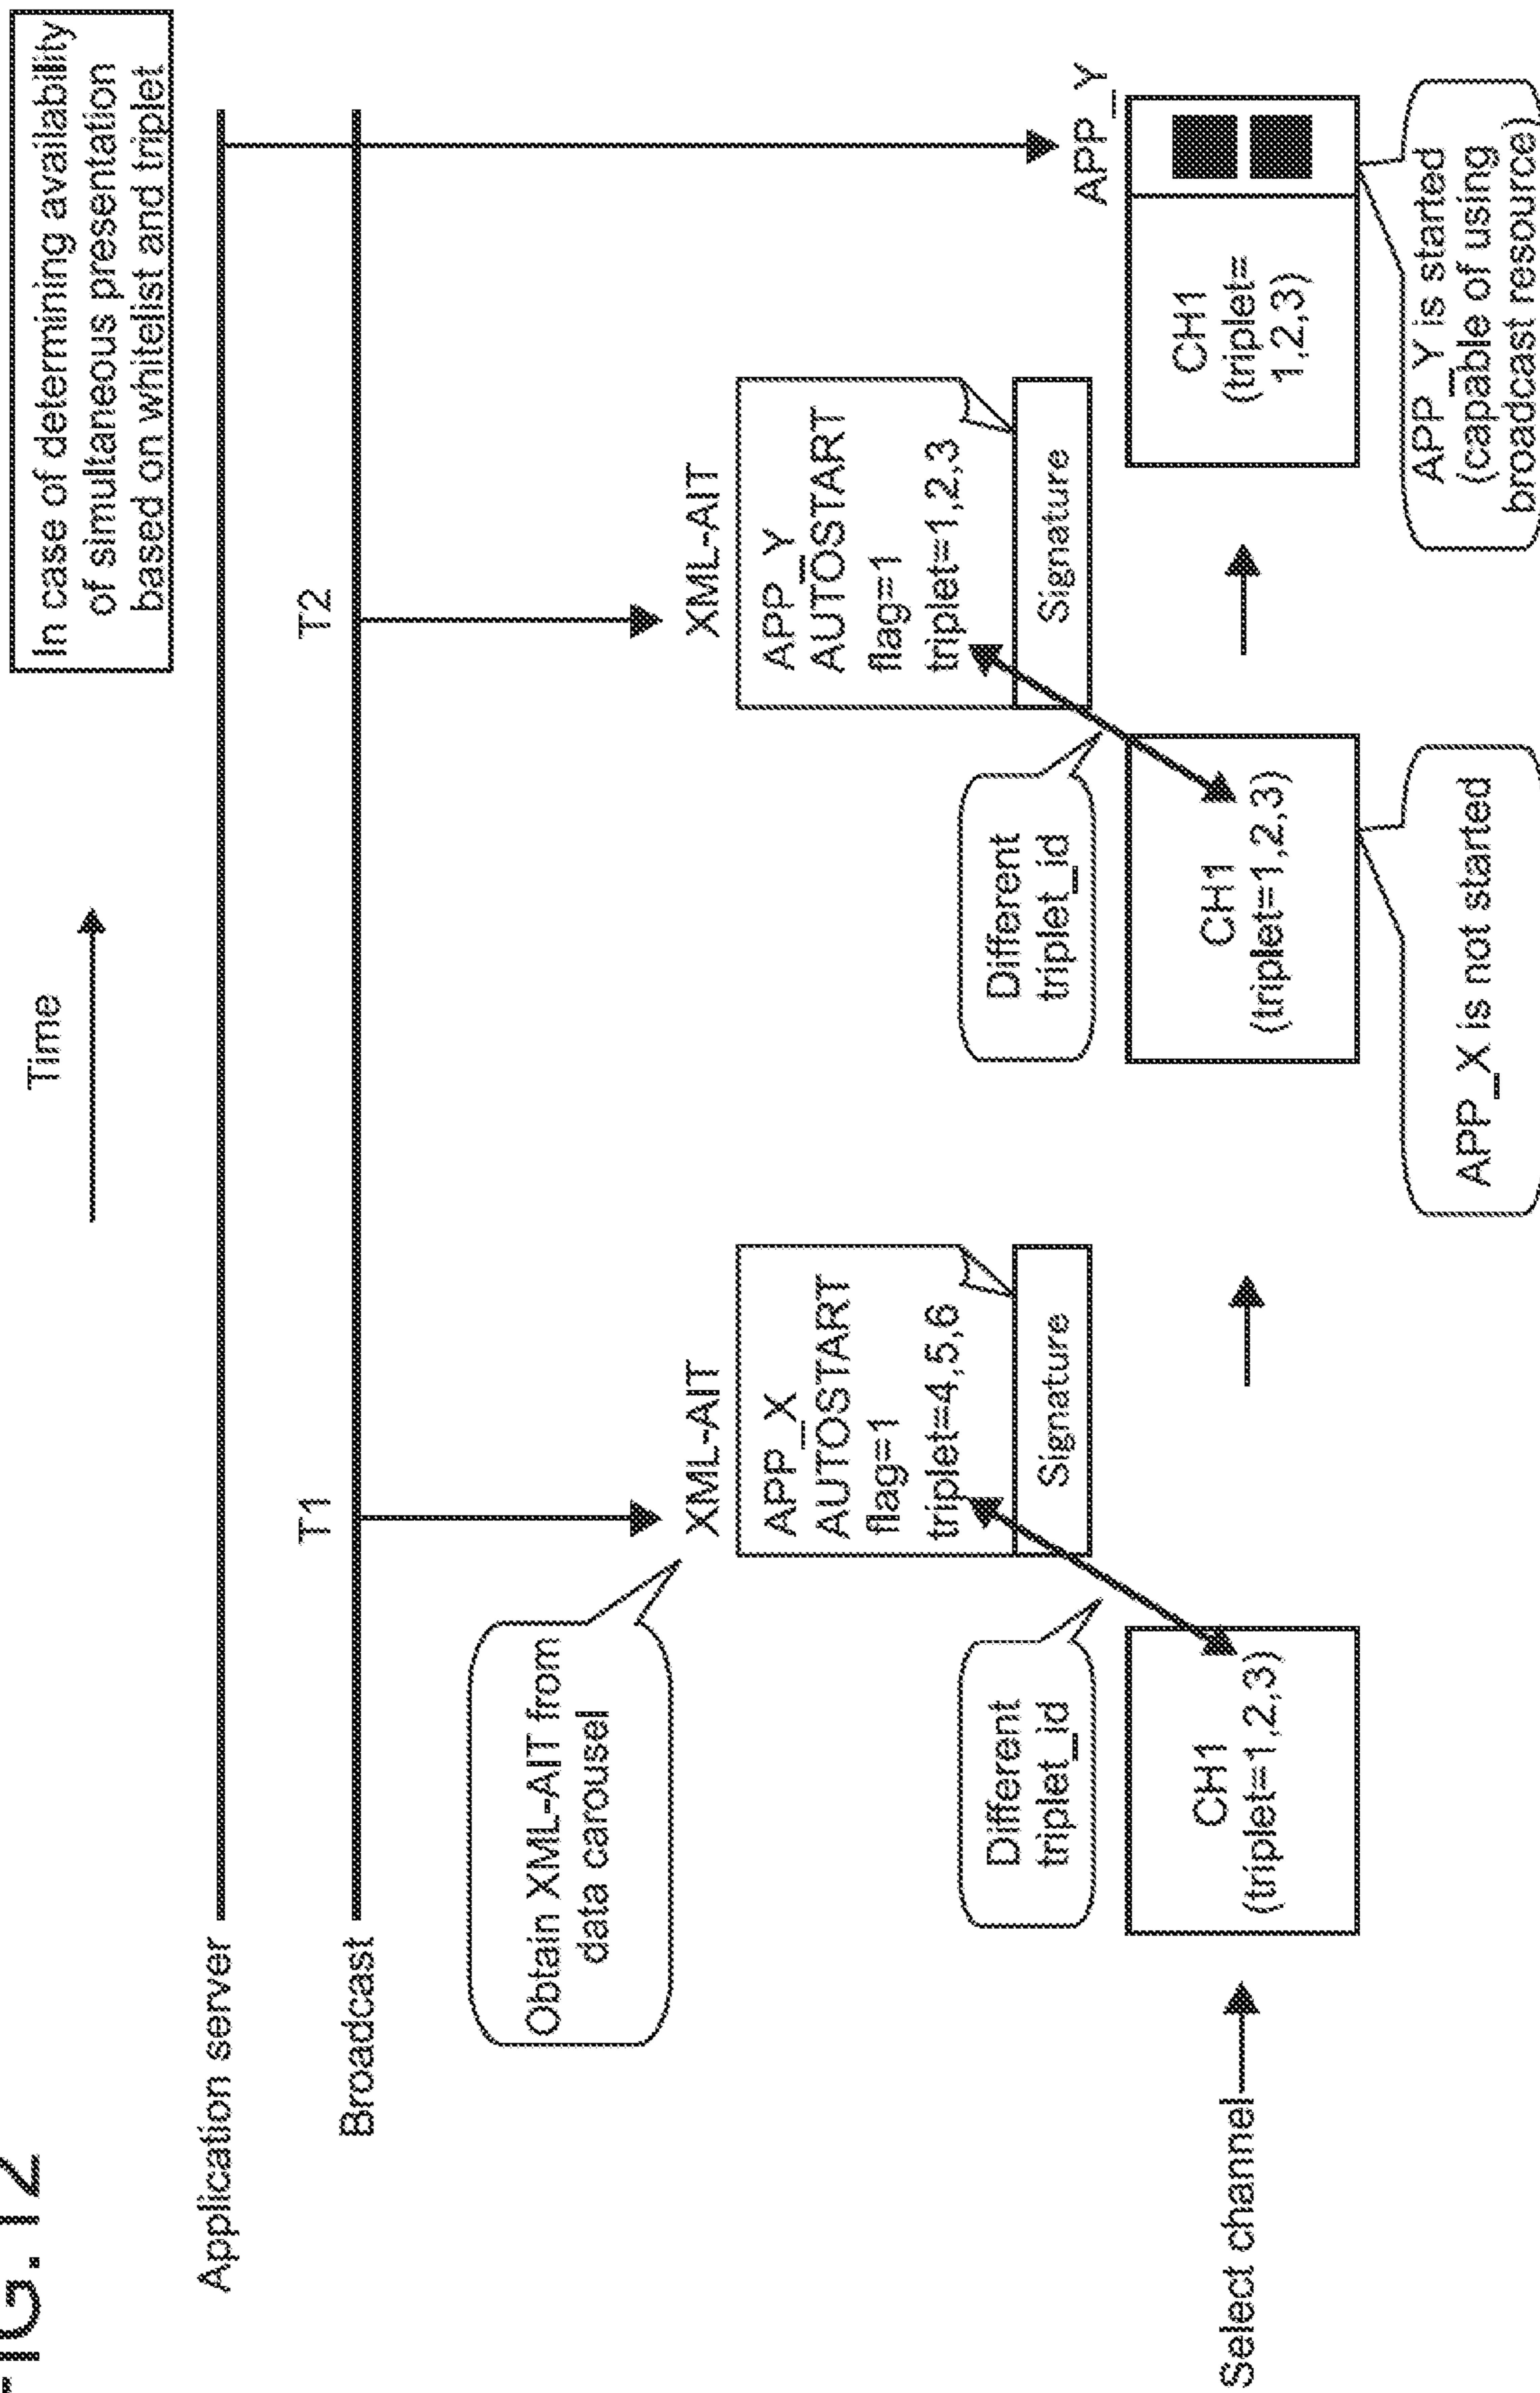 FIG.12
Time
In case of determining availability
of simultaneous presentation
based on whitelist and triplet
Application server
T1
T2
Broadcast
Obtain XML-AIT from
data carousel
XML-AIT
APP_X
AUTOSTART
flag=1
triplet=4,5,6
Signature
XML-AIT
APP_Y
AUTOSTART
flag=1
triplet=1,2,3
Signature
Different
triplet_id
Different
triplet_id
APP_Y
Select channel
CH1
(triplet=1,2,3)
CH1
(triplet=1,2,3)
CH1
(triplet=
1,2,3)
APP_X is not started
APP_Y is started
(capable of using
broadcast resource)